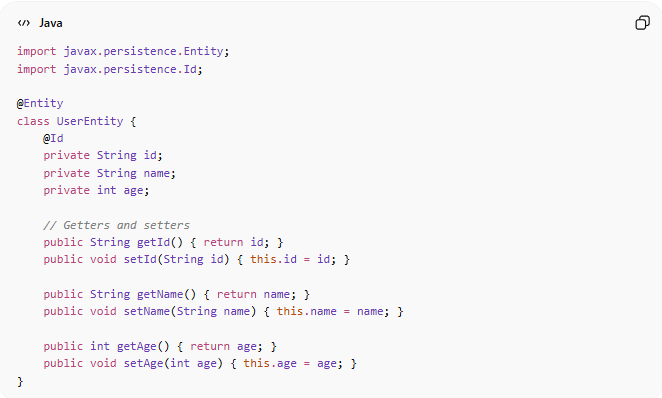 </> Java
import javax.persistence.Entity;
import javax.persistence.Id;
@Entity
class UserEntity {
    @Id
    private String id;
    private String name;
    private int age;
    // Getters and setters
    public String getId() { return id; }
    public void setId(String id) { this.id = id; }
    public String getName() { return name; }
    public void setName(String name) { this.name = name; }
    public int getAge() { return age; }
    public void setAge(int age) { this.age = age; }
}